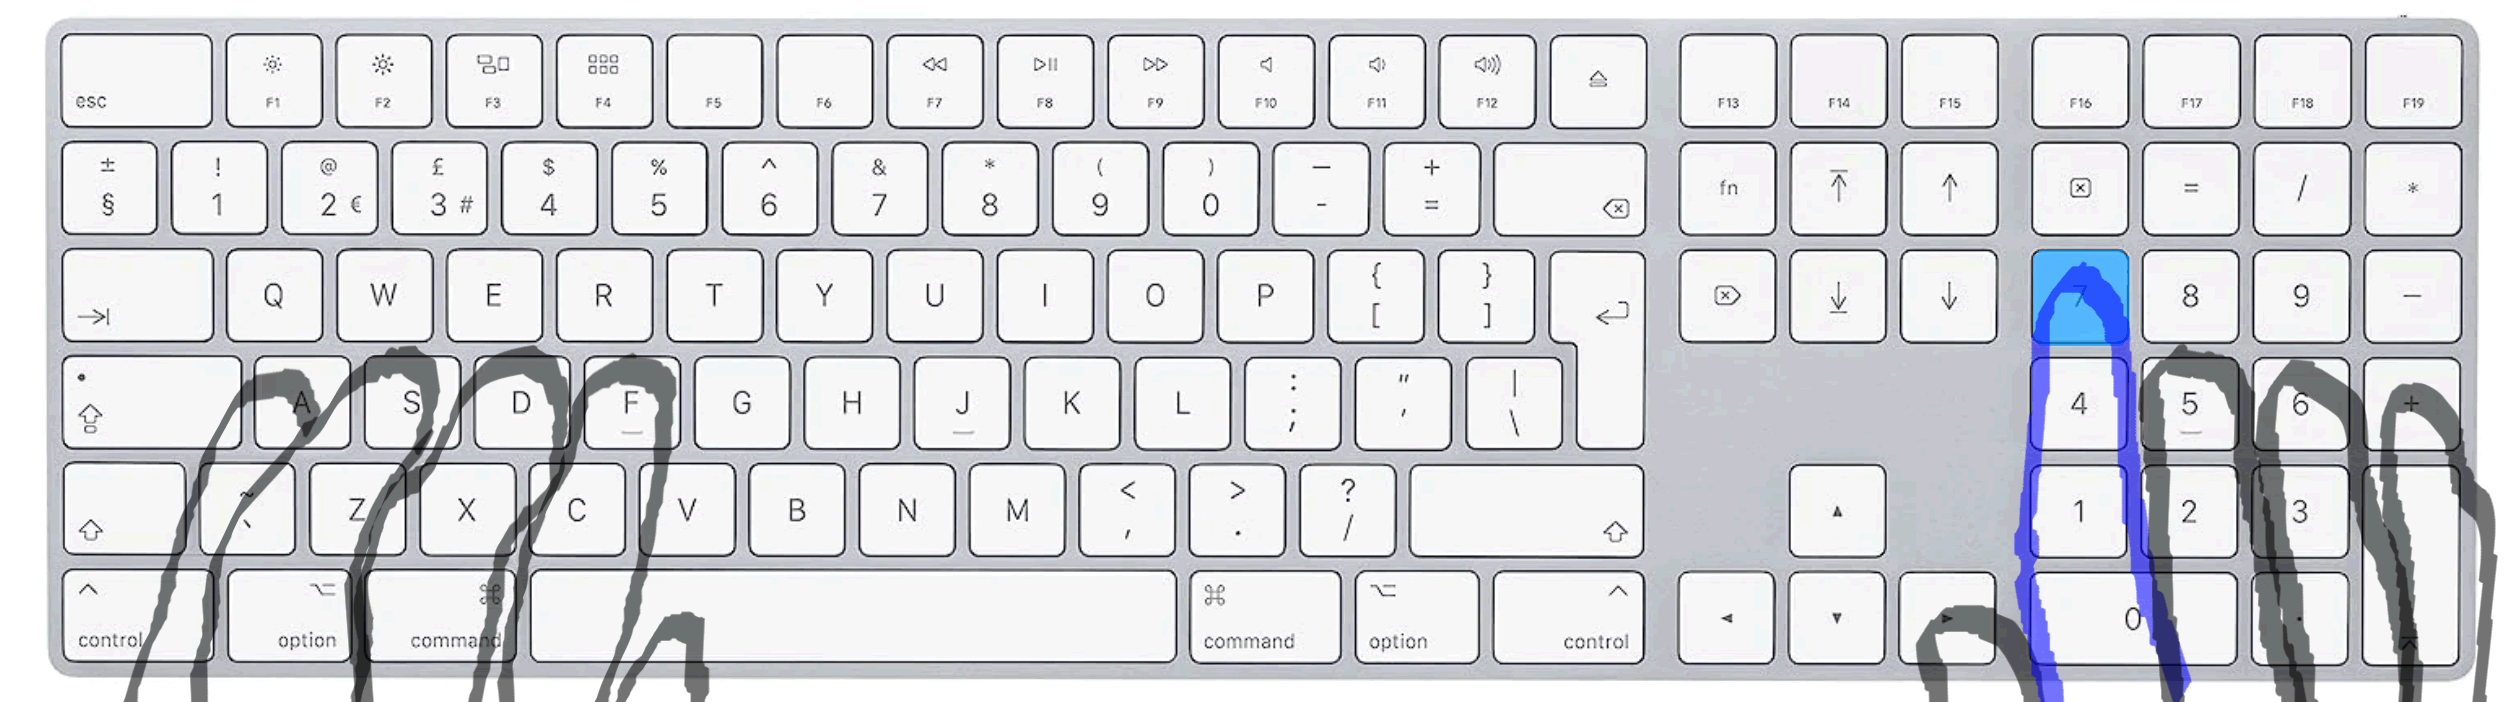 esc F1 F2 F3 F4 F5 F6 F7 F8 F9 F10 F11 F12 F13 F14 F15 F16 F17 F18 F19
± ! @ £ $ % ^ & * ( ) — +
§ 1 2 € 3 # 4 5 6 7 8 9 0 - = fn = / *
Q W E R T Y U I O P { [ } ] 7 8 9 —
A S D F G H J K L : ; " ' | \ 4 5 6 +
~ ` Z X C V B N M < , > . ? / 1 2 3
control option command command option control 0 .